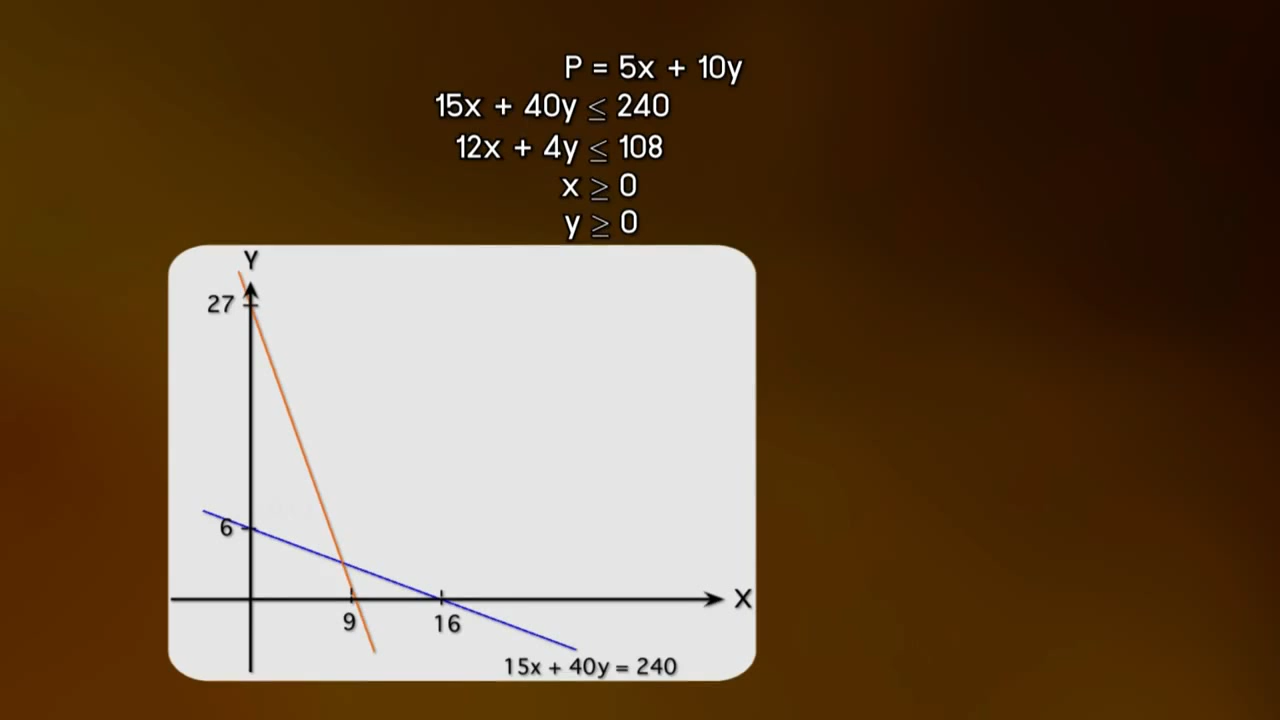 P = 5x + 10y
15x + 40y ≤ 240
12x + 4y ≤ 108
x ≥ 0
y ≥ 0
Y
27
6
X
9
16
15x + 40y = 240